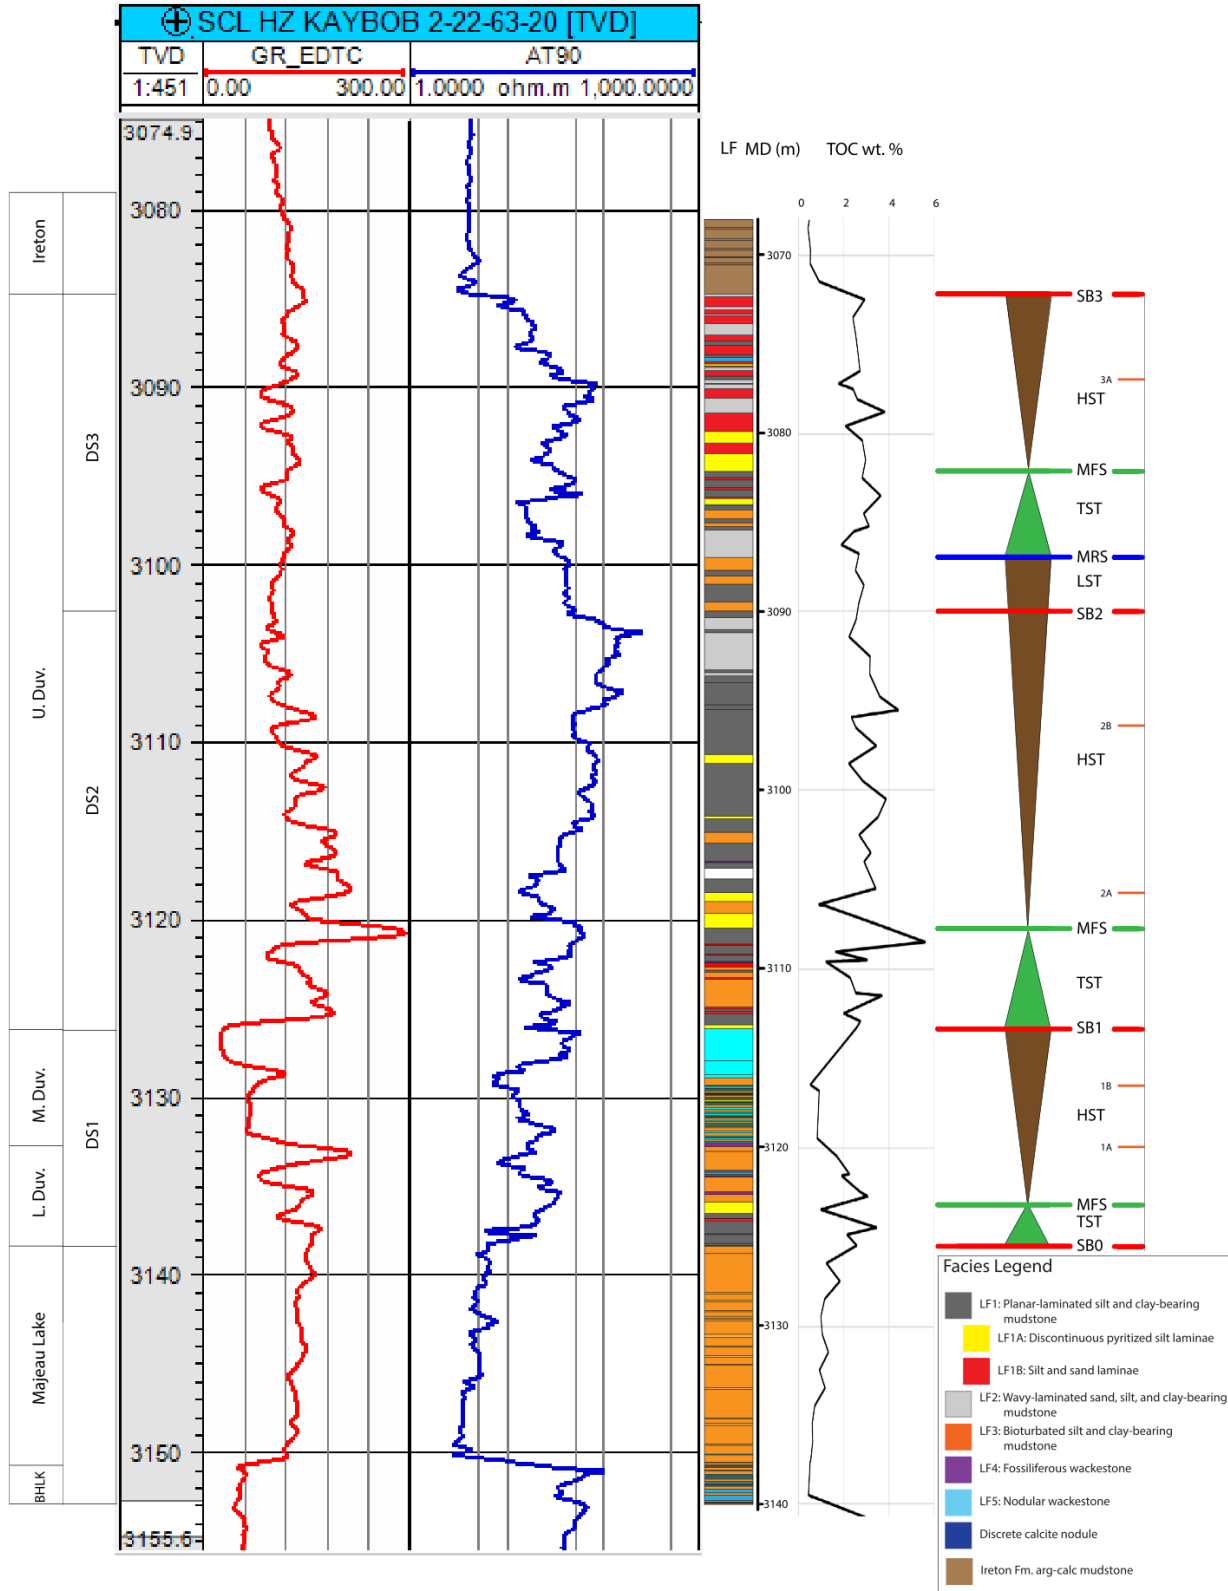 SCL HZ KAYBOB 2-22-63-20 [TVD]
TVD GR_EDTC AT90
1:451 0.00 300.00 1.0000 ohm.m 1,000.0000
3074.9
3080
3090
3100
3110
3120
3130
3140
3150
3155.6
Ireton
U. Duv.
M. Duv.
L. Duv.
Majeau Lake
BHLK
DS3
DS2
DS1
LF MD (m) TOC wt. %
0 2 4 6
3070
3080
3090
3100
3110
3120
3130
3140
SB3
3A
HST
MFS
TST
MRS
LST
SB2
2B
HST
2A
MFS
TST
SB1
1B
HST
1A
MFS
TST
SB0
Facies Legend
LF1: Planar-laminated silt and clay-bearing
mudstone
LF1A: Discontinuous pyritized silt laminae
LF1B: Silt and sand laminae
LF2: Wavy-laminated sand, silt, and clay-bearing
mudstone
LF3: Bioturbated silt and clay-bearing
mudstone
LF4: Fossiliferous wackestone
LF5: Nodular wackestone
Discrete calcite nodule
Ireton Fm. arg-calc mudstone